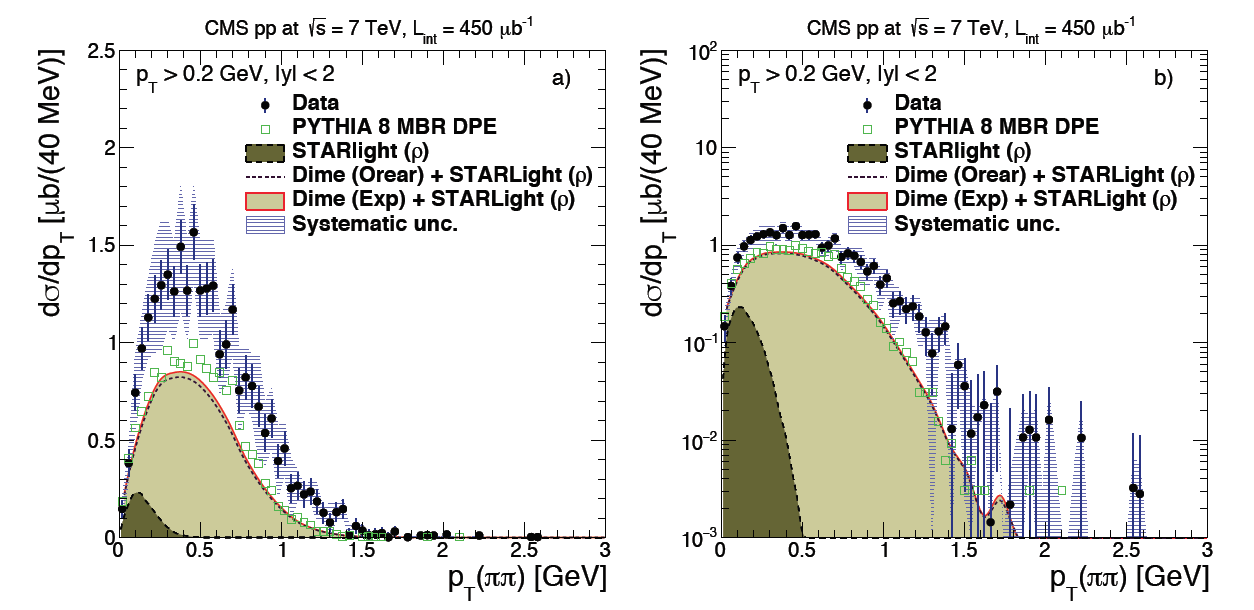 CMS pp at √s = 7 TeV, L_int = 450 μb⁻¹
dσ/dp_T [μb/(40 MeV)]
2.5
2
1.5
1
0.5
0
p_T > 0.2 GeV, |y| < 2
a)
Data
PYTHIA 8 MBR DPE
STARlight (ρ)
Dime (Orear) + STARLight (ρ)
Dime (Exp) + STARLight (ρ)
Systematic unc.
0 0.5 1 1.5 2 2.5 3
p_T(ππ) [GeV]
CMS pp at √s = 7 TeV, L_int = 450 μb⁻¹
dσ/dp_T [μb/(40 MeV)]
10²
10
1
10⁻¹
10⁻²
10⁻³
p_T > 0.2 GeV, |y| < 2
b)
Data
PYTHIA 8 MBR DPE
STARlight (ρ)
Dime (Orear) + STARLight (ρ)
Dime (Exp) + STARLight (ρ)
Systematic unc.
0 0.5 1 1.5 2 2.5 3
p_T(ππ) [GeV]